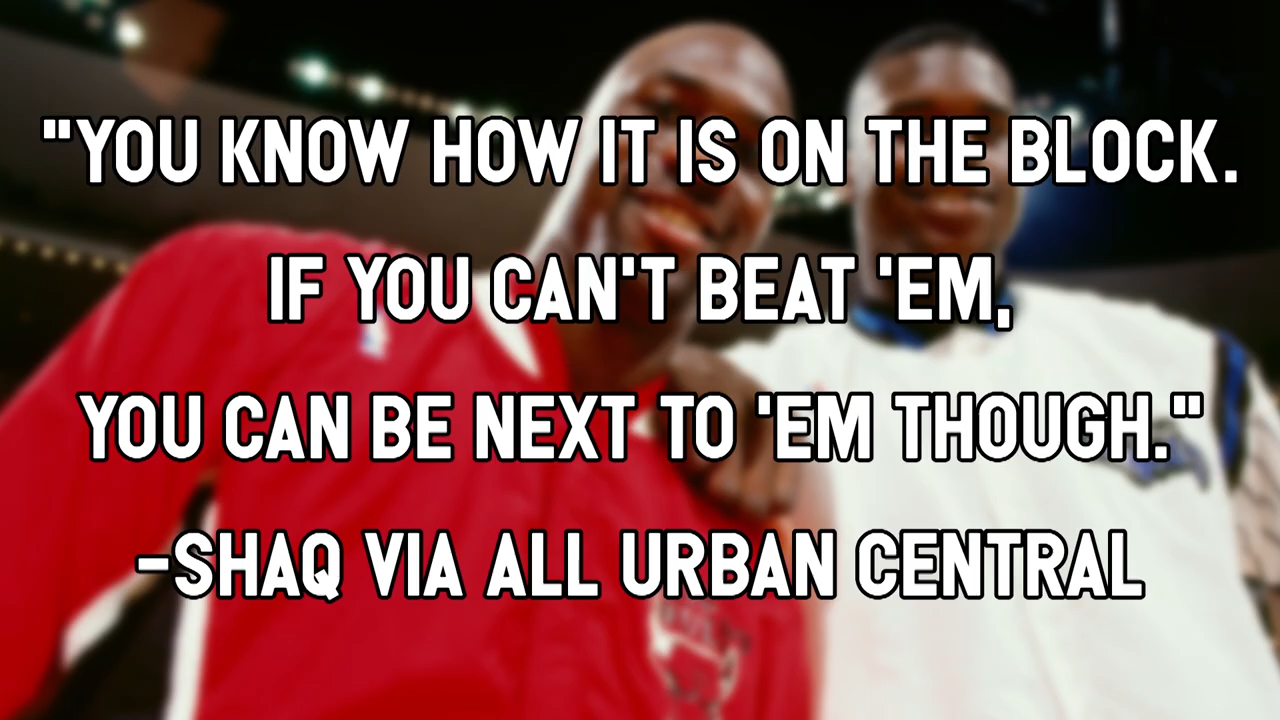 "YOU KNOW HOW IT IS ON THE BLOCK.
IF YOU CAN'T BEAT 'EM,
YOU CAN BE NEXT TO 'EM THOUGH."
-SHAQ VIA ALL URBAN CENTRAL